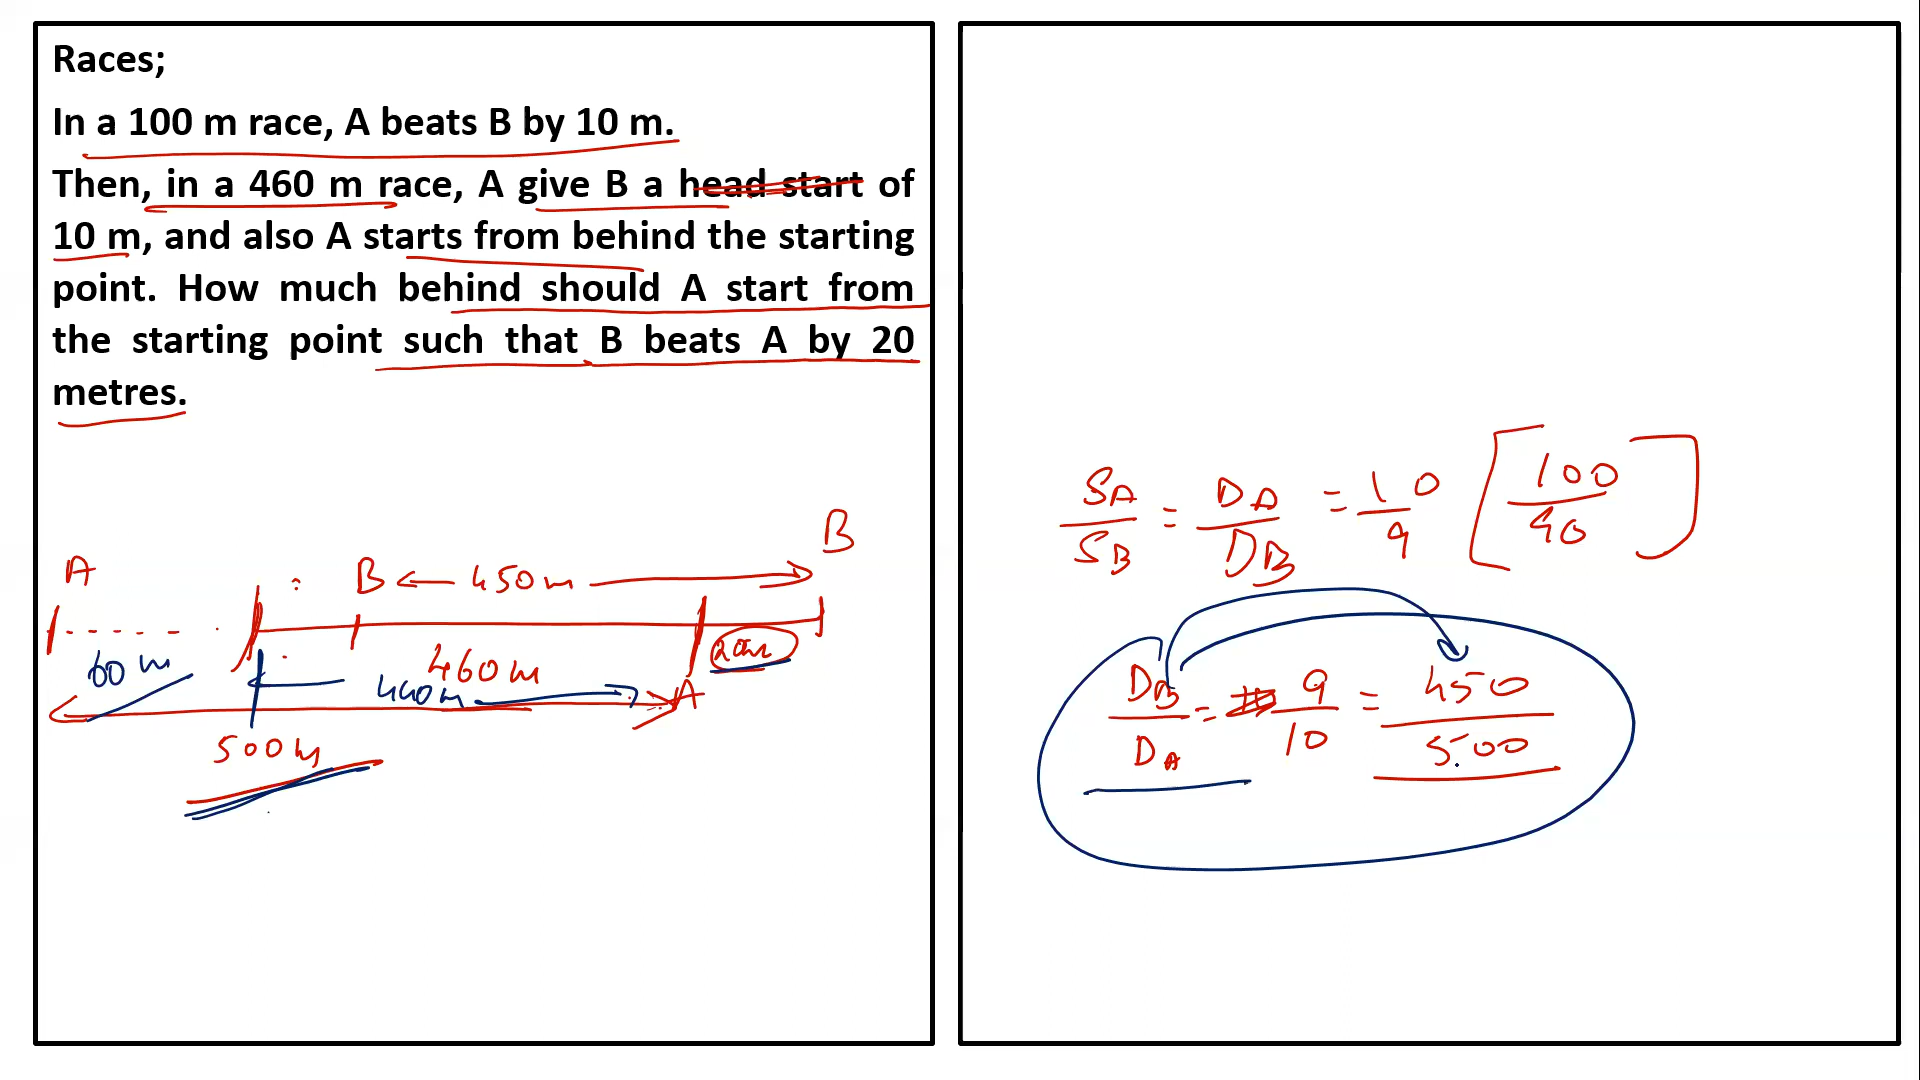 Races;
In a 100 m race, A beats B by 10 m.
Then, in a 460 m race, A give B a head start of
10 m, and also A starts from behind the starting
point. How much behind should A start from
the starting point such that B beats A by 20
metres.
B
A : B ← 450m →
60m 460m 20m
440m A
500m
SA/SB = DA/DB = 10/9 [100/90]
DB/DA = 9/10 = 450/500